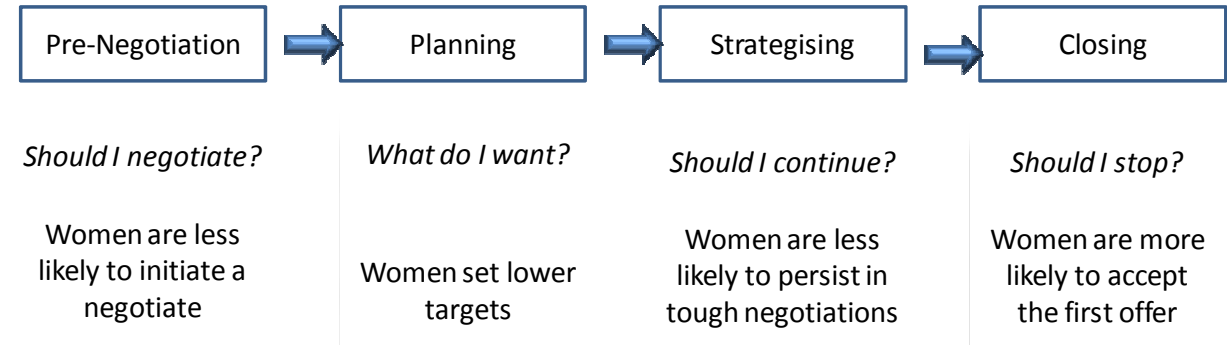 Pre-Negotiation
Planning
Strategising
Closing
Should I negotiate?
What do I want?
Should I continue?
Should I stop?
Women are less
likely to initiate a
negotiate
Women set lower
targets
Women are less
likely to persist in
tough negotiations
Women are more
likely to accept
the first offer